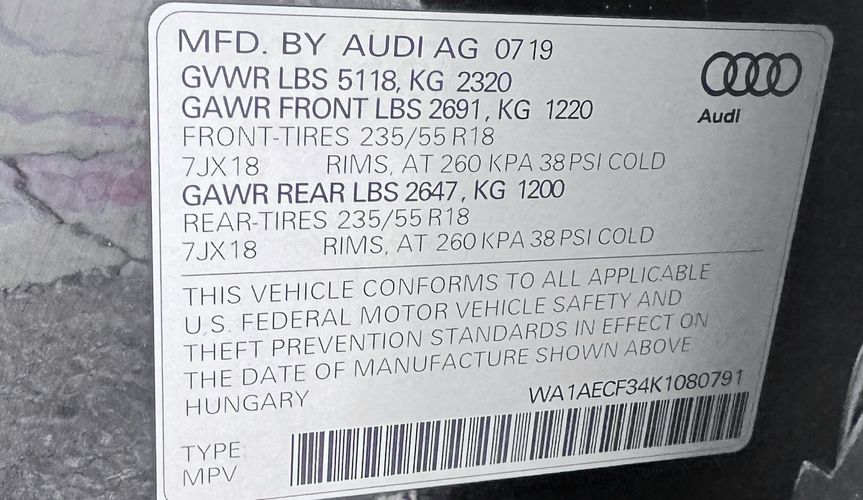 MFD. BY AUDI AG 07 19
GVWR LBS 5118, KG 2320
GAWR FRONT LBS 2691, KG 1220
FRONT-TIRES 235/55 R18
7JX18 RIMS, AT 260 KPA 38 PSI COLD
GAWR REAR LBS 2647, KG 1200
REAR-TIRES 235/55 R18
7JX18 RIMS, AT 260 KPA 38 PSI COLD
Audi
THIS VEHICLE CONFORMS TO ALL APPLICABLE
U.S. FEDERAL MOTOR VEHICLE SAFETY AND
THEFT PREVENTION STANDARDS IN EFFECT ON
THE DATE OF MANUFACTURE SHOWN ABOVE
HUNGARY WA1AECF34K1080791
TYPE:
MPV